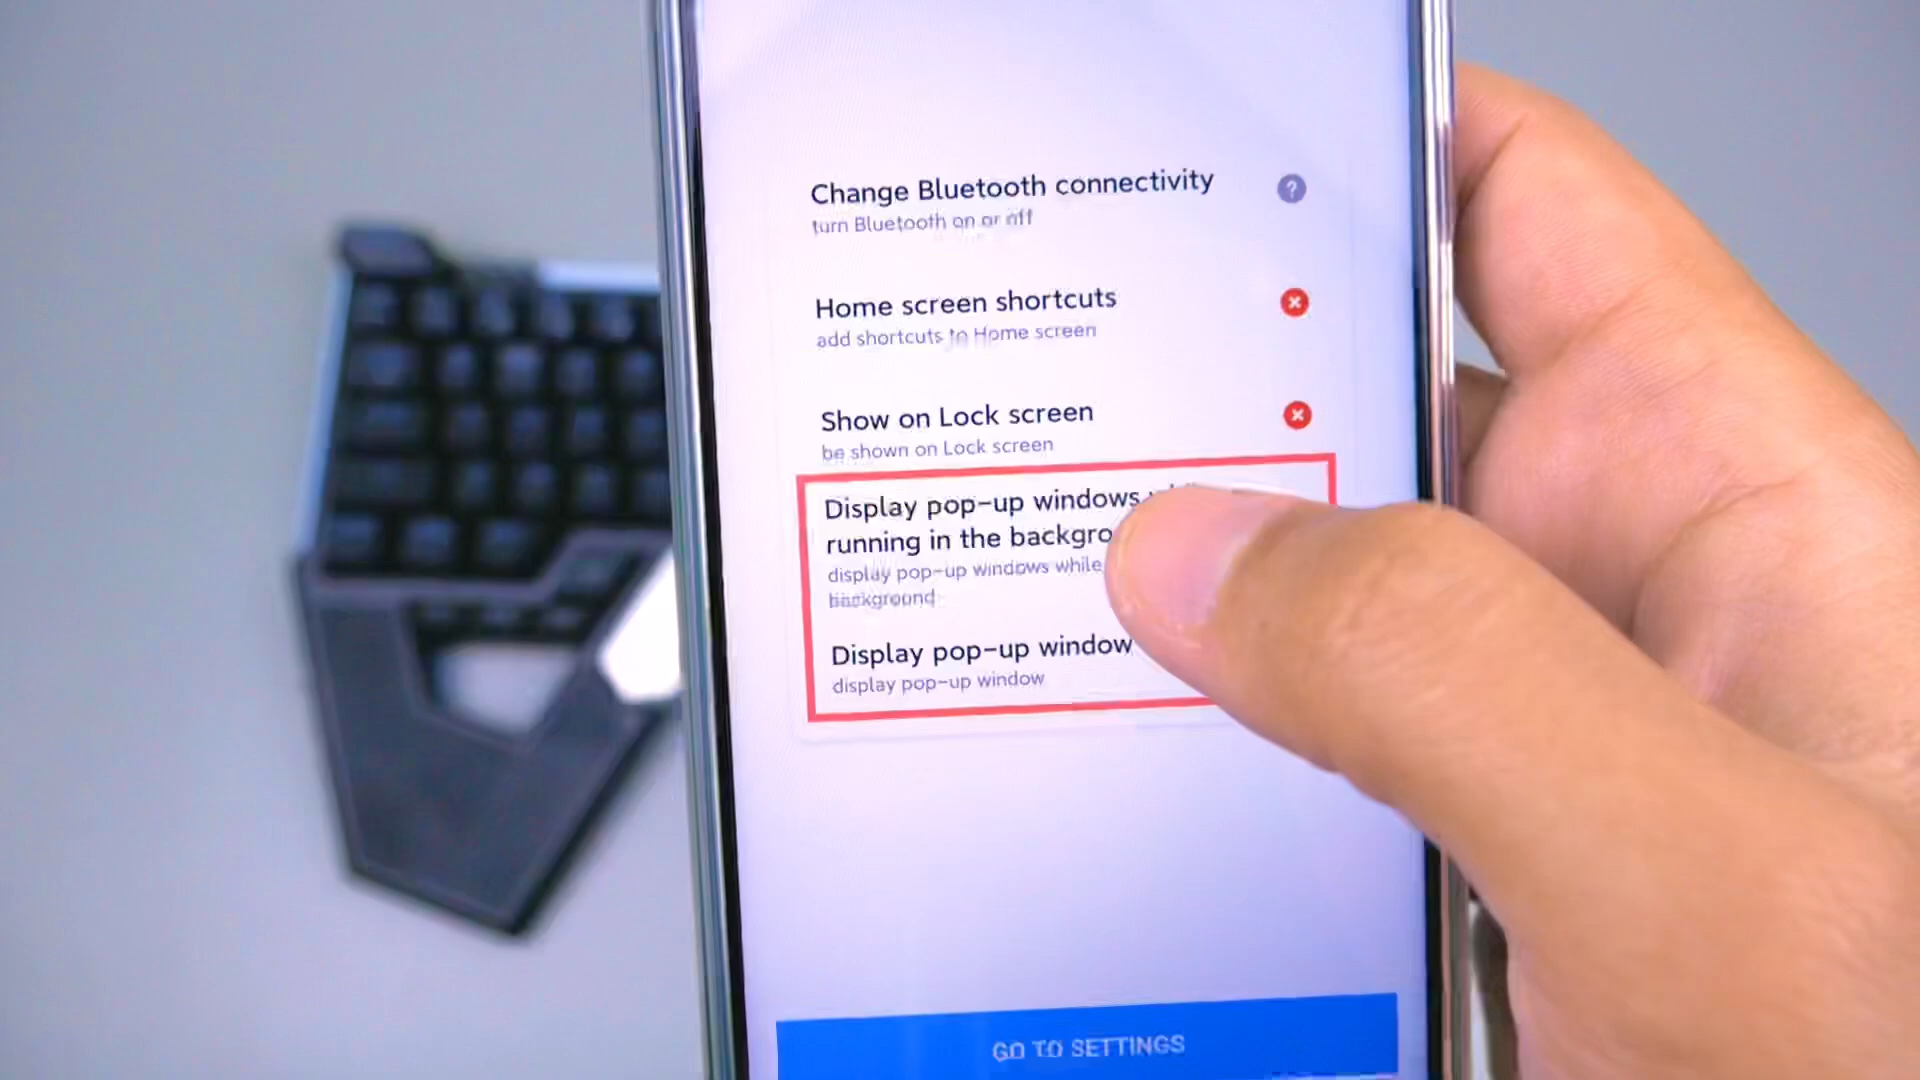 Change Bluetooth connectivity
turn Bluetooth on or off
?
Home screen shortcuts
add shortcuts to Home screen
Show on Lock screen
be shown on Lock screen
Display pop-up windows
running in the backgro
display pop-up windows while
background
Display pop-up window
display pop-up window
GO TO SETTINGS